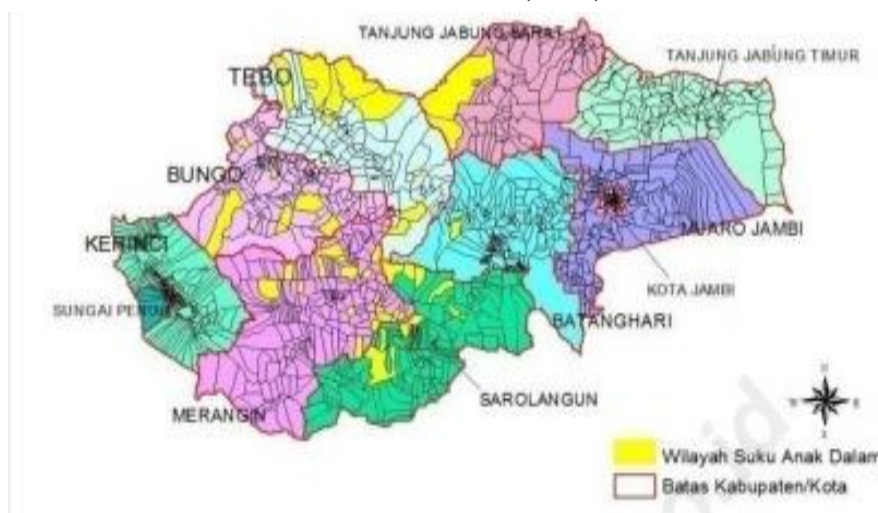 TANJUNG JABUNG BARAT
TANJUNG JABUNG TIMUR
TEBO
BUNGO
KERINCI
MUARO JAMBI
KOTA JAMBI
SUNGAI PENUH
BATANGHARI
SAROLANGUN
MERANGIN
Wilayah Suku Anak Dalam
Batas Kabupaten/Kota